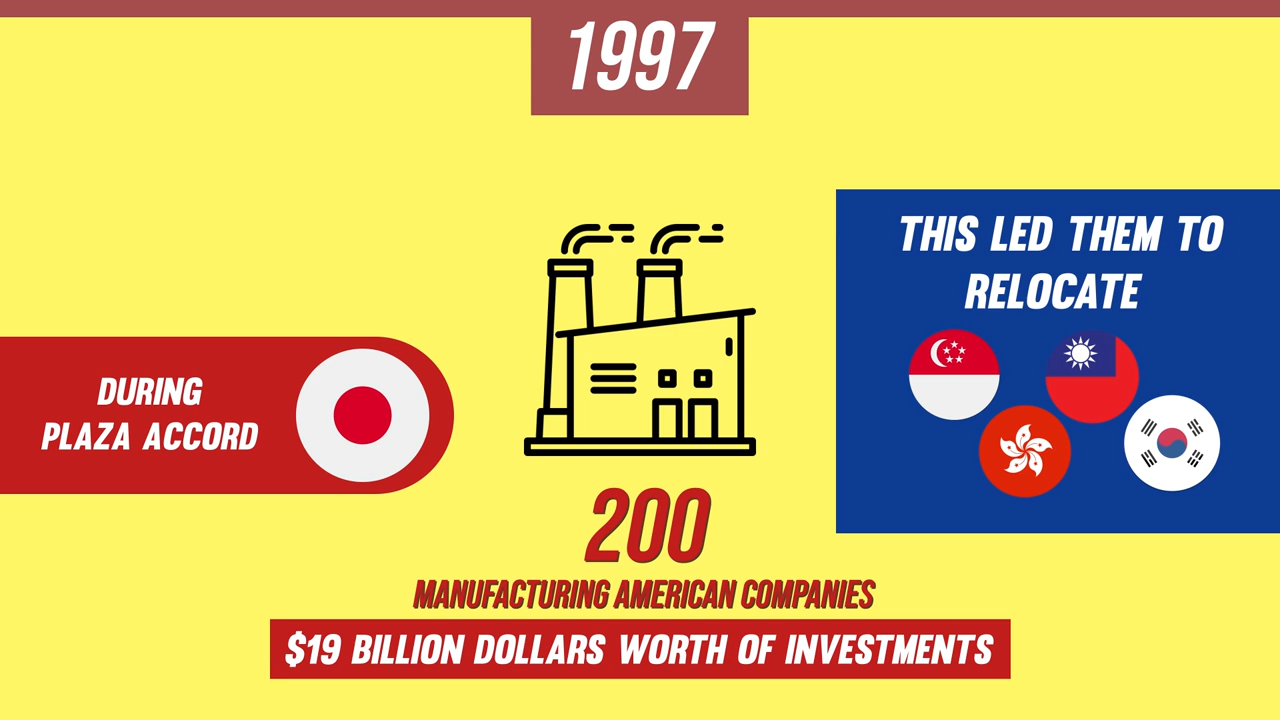 1997
DURING
PLAZA ACCORD
THIS LED THEM TO
RELOCATE
200
MANUFACTURING AMERICAN COMPANIES
$19 BILLION DOLLARS WORTH OF INVESTMENTS